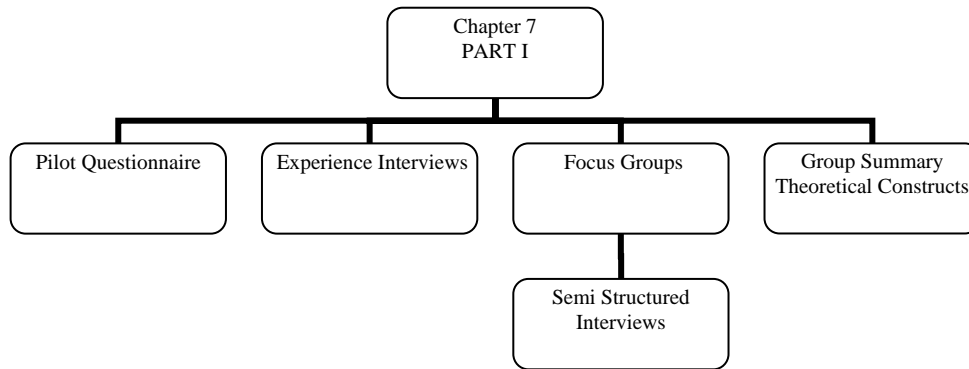 Chapter 7
PART I
Pilot Questionnaire
Experience Interviews
Focus Groups
Group Summary
Theoretical Constructs
Semi Structured
Interviews